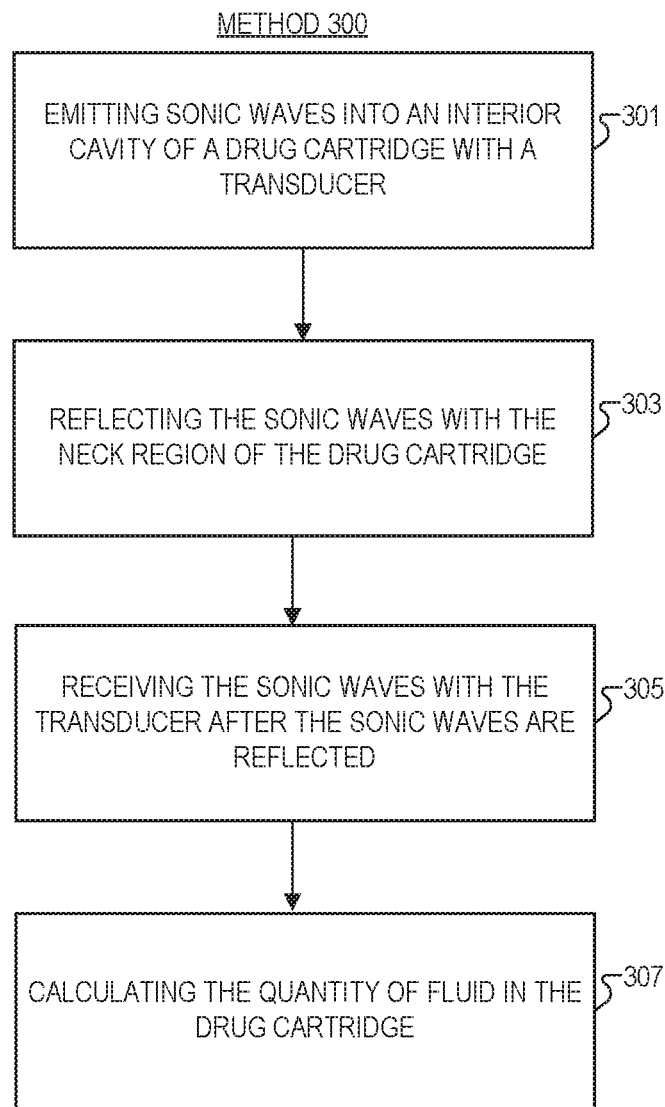 METHOD 300
EMITTING SONIC WAVES INTO AN INTERIOR
CAVITY OF A DRUG CARTRIDGE WITH A
TRANSDUCER
301
REFLECTING THE SONIC WAVES WITH THE
NECK REGION OF THE DRUG CARTRIDGE
303
RECEIVING THE SONIC WAVES WITH THE
TRANSDUCER AFTER THE SONIC WAVES ARE
REFLECTED
305
CALCULATING THE QUANTITY OF FLUID IN THE
DRUG CARTRIDGE
307